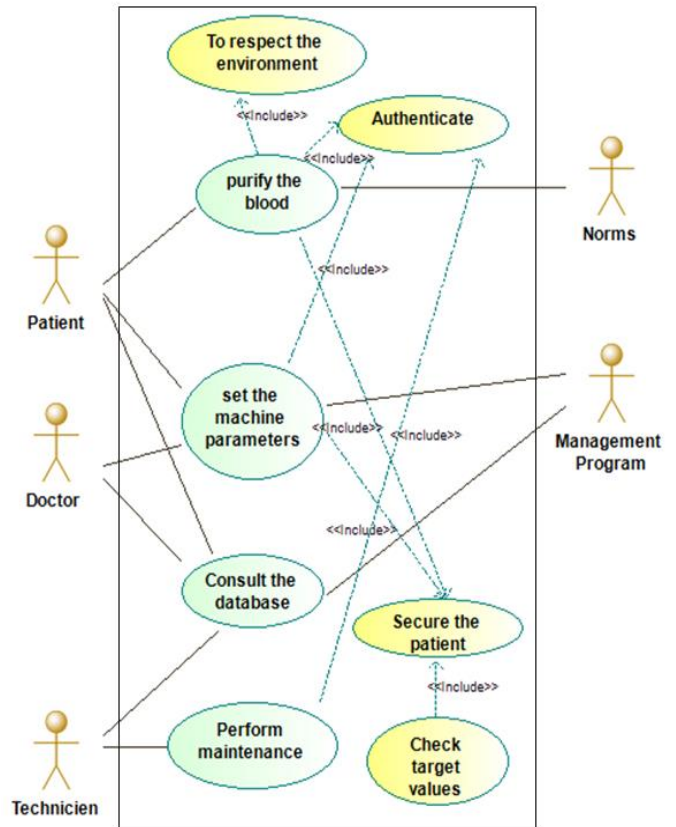 To respect the
environment
<<Include>>
Authenticate
<<Include>>
purify the
blood
Norms
Patient
<<Include>>
set the
machine
parameters
<<Include>>
<<Include>>
Management
Program
Doctor
<<Include>>
Consult the
database
Secure the
patient
<<Include>>
Perform
maintenance
Check
target
values
Technicien